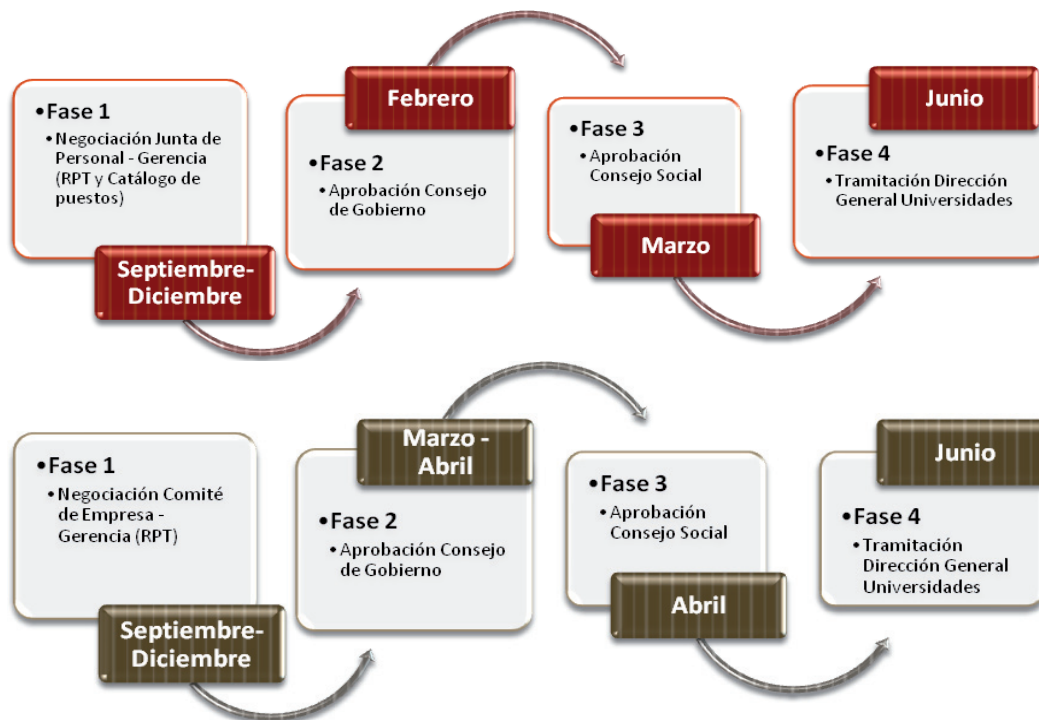 •Fase 1
•Negociación Junta de
Personal - Gerencia
(RPT y Catálogo de
puestos)
Septiembre-
Diciembre
Febrero
•Fase 2
•Aprobación Consejo
de Gobierno
•Fase 3
•Aprobación
Consejo Social
Marzo
Junio
•Fase 4
•Tramitación Dirección
General Universidades
•Fase 1
•Negociación Comité
de Empresa -
Gerencia (RPT)
Septiembre-
Diciembre
Marzo -
Abril
•Fase 2
•Aprobación Consejo
de Gobierno
•Fase 3
•Aprobación
Consejo Social
Abril
Junio
•Fase 4
•Tramitación
Dirección General
Universidades